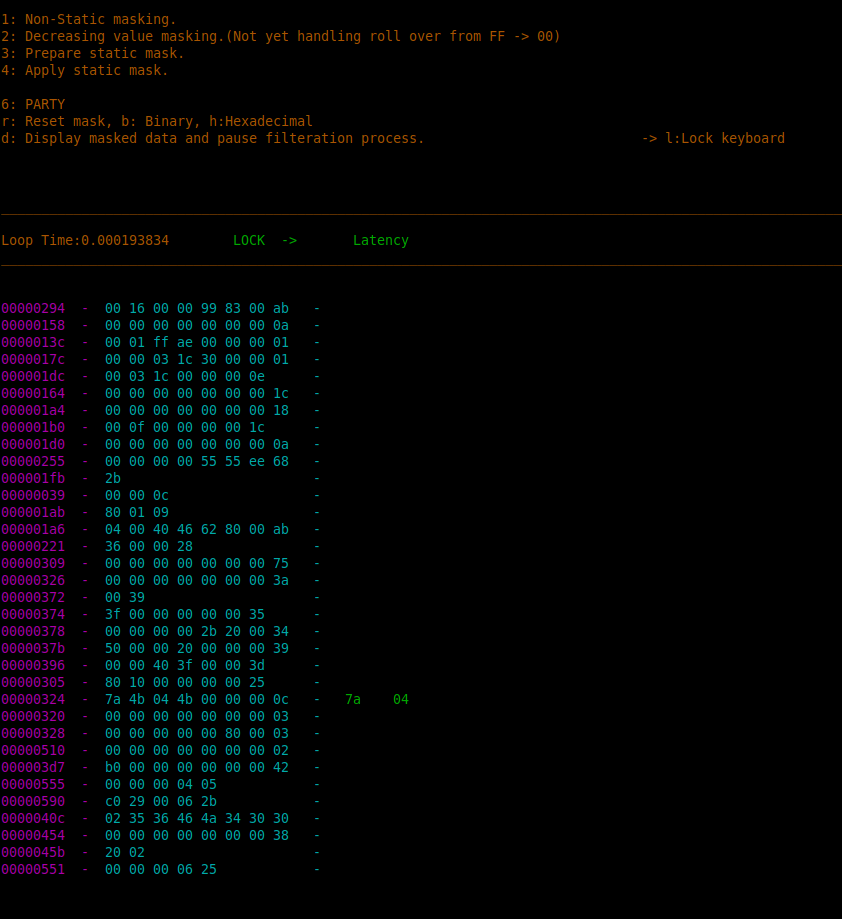 1: Non-Static masking.
2: Decreasing value masking.(Not yet handling roll over from FF -> 00)
3: Prepare static mask.
4: Apply static mask.
6: PARTY
r: Reset mask, b: Binary, h:Hexadecimal
d: Display masked data and pause filteration process. -> l:Lock keyboard
Loop Time:0.000193834 LOCK -> Latency
00000294 - 00 16 00 00 99 83 00 ab -
00000158 - 00 00 00 00 00 00 00 0a -
0000013c - 00 01 ff ae 00 00 00 01 -
0000017c - 00 00 03 1c 30 00 00 01 -
000001dc - 00 03 1c 00 00 00 0e -
00000164 - 00 00 00 00 00 00 00 1c -
000001a4 - 00 00 00 00 00 00 00 18 -
000001b0 - 00 0f 00 00 00 00 1c -
000001d0 - 00 00 00 00 00 00 00 0a -
00000255 - 00 00 00 00 55 55 ee 68 -
000001fb - 2b -
00000039 - 00 00 0c -
000001ab - 80 01 09 -
000001a6 - 04 00 40 46 62 80 00 ab -
00000221 - 36 00 00 28 -
00000309 - 00 00 00 00 00 00 00 75 -
00000326 - 00 00 00 00 00 00 00 3a -
00000372 - 00 39 -
00000374 - 3f 00 00 00 00 00 35 -
00000378 - 00 00 00 00 2b 20 00 34 -
0000037b - 50 00 00 20 00 00 00 39 -
00000396 - 00 00 40 3f 00 00 3d -
00000305 - 80 10 00 00 00 00 25 -
00000324 - 7a 4b 04 4b 00 00 00 0c - 7a 04
00000320 - 00 00 00 00 00 00 00 03 -
00000328 - 00 00 00 00 00 80 00 03 -
00000510 - 00 00 00 00 00 00 00 02 -
000003d7 - b0 00 00 00 00 00 00 42 -
00000555 - 00 00 00 04 05 -
00000590 - c0 29 00 06 2b -
0000040c - 02 35 36 46 4a 34 30 30 -
00000454 - 00 00 00 00 00 00 00 38 -
0000045b - 20 02 -
00000551 - 00 00 00 06 25 -